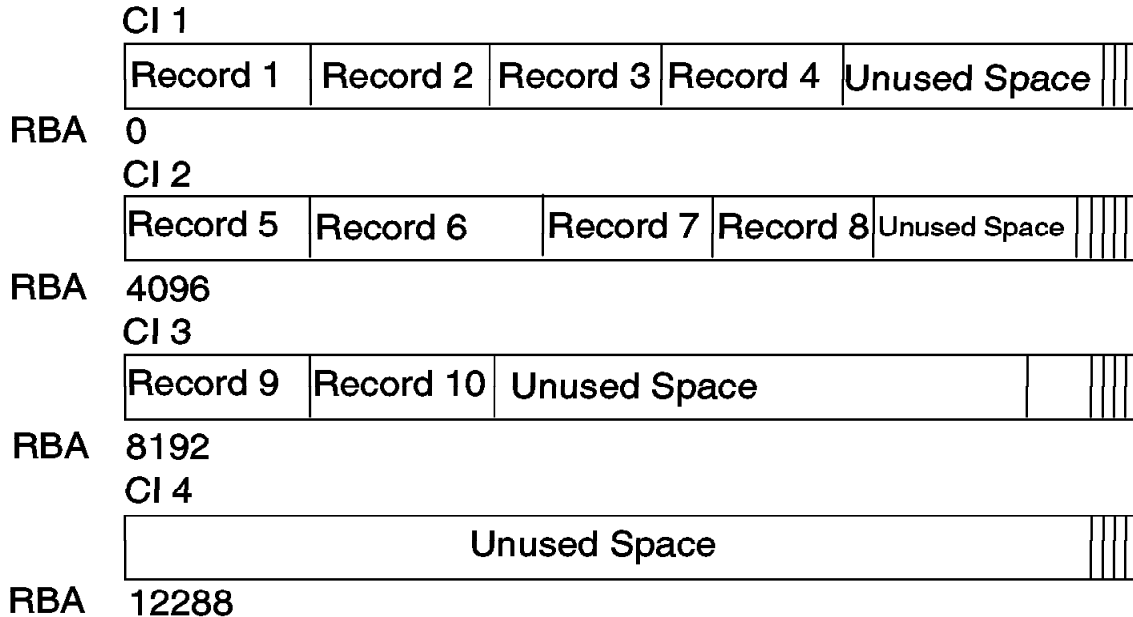 CI 1
Record 1 Record 2 Record 3 Record 4 Unused Space
RBA 0
CI 2
Record 5 Record 6 Record 7 Record 8 Unused Space
RBA 4096
CI 3
Record 9 Record 10 Unused Space
RBA 8192
CI 4
Unused Space
RBA 12288